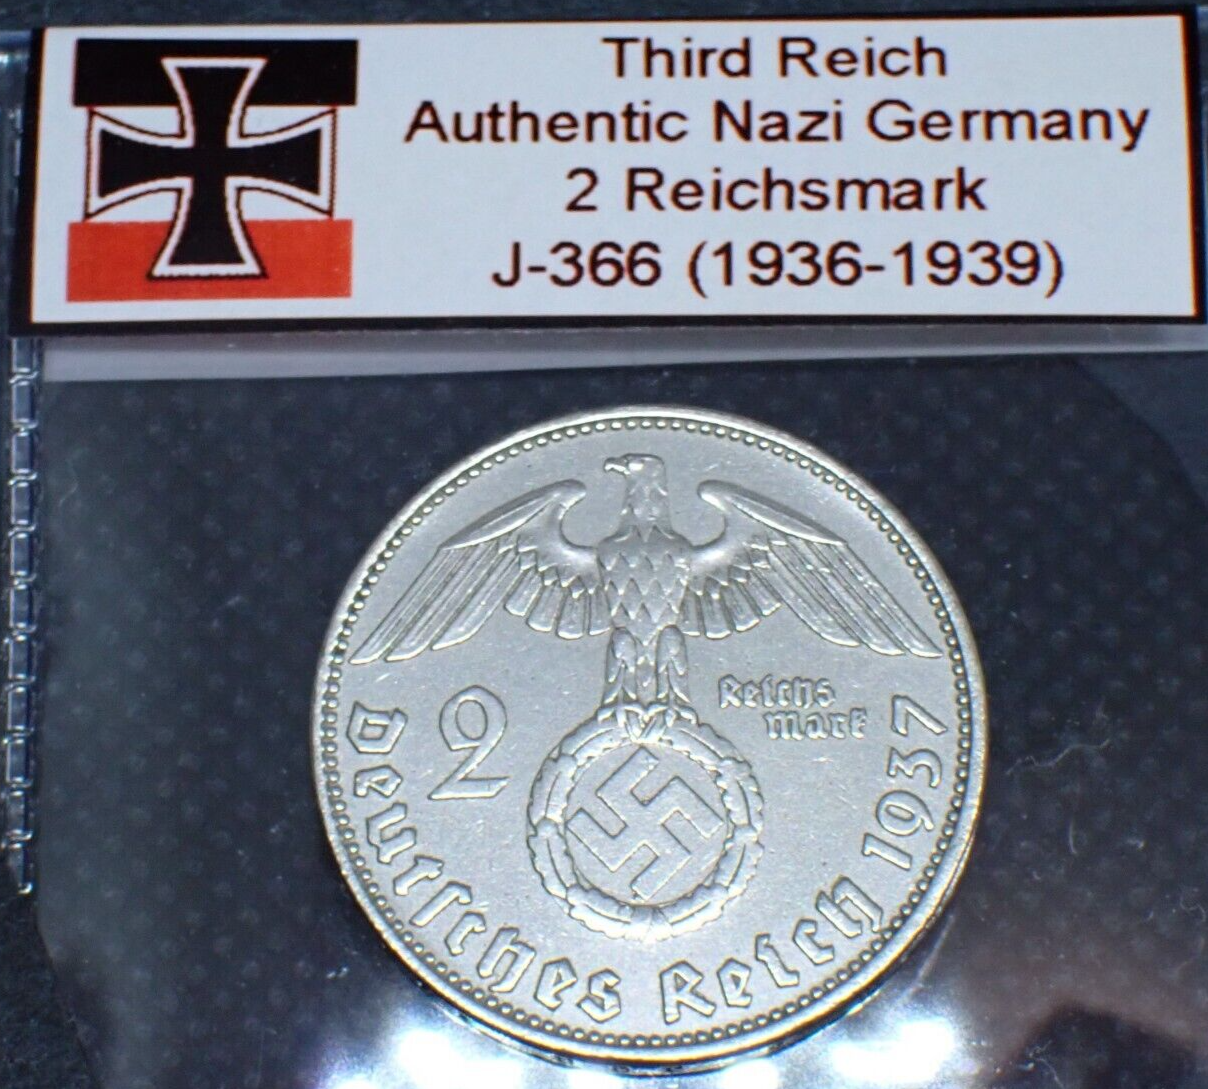 Third Reich
Authentic Nazi Germany
2 Reichsmark
J-366 (1936-1939)
2
Reichs
mark
Deutsches Reich 1937